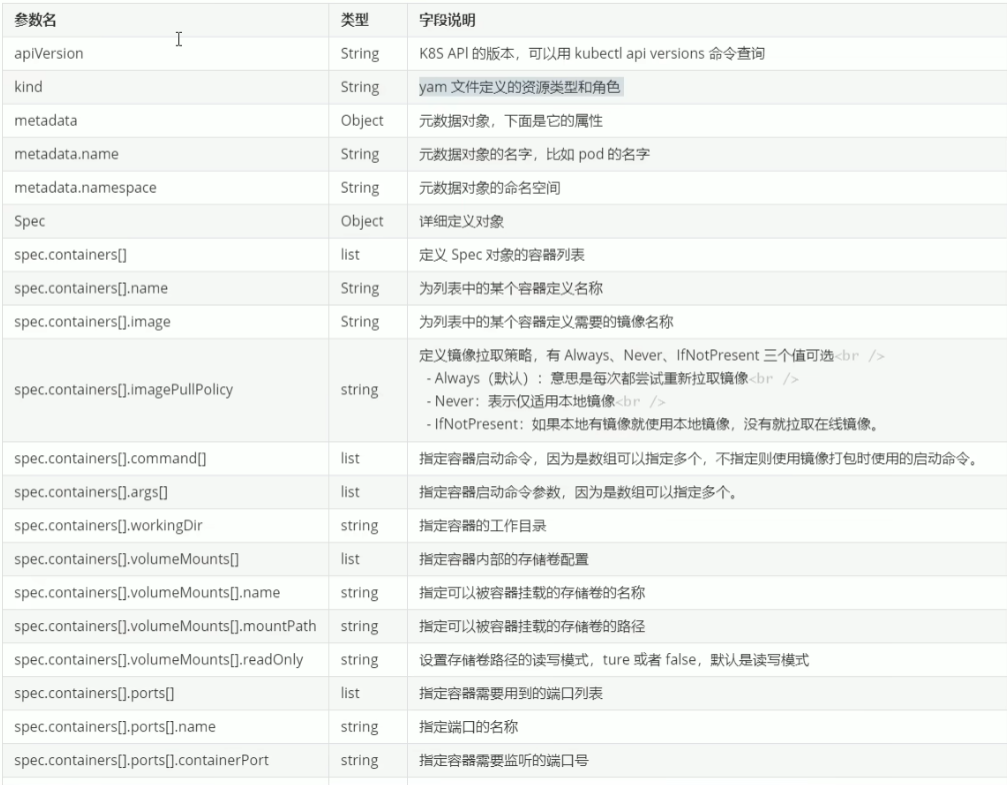 参数名 类型 字段说明
apiVersion String K8S APl 的版本，可以用 kubectl api versions 命令查询
kind String yam 文件定义的资源类型和角色
metadata Object 元数据对象，下面是它的属性
metadata.name String 元数据对象的名字，比如 pod 的名字
metadata.namespace String 元数据对象的命名空间
Spec Object 详细定义对象
spec.containers[] list 定义 Spec 对象的容器列表
spec.containers[].name String 为列表中的某个容器定义名称
spec.containers[].image String 为列表中的某个容器定义需要的镜像名称
spec.containers[].imagePullPolicy string 定义镜像拉取策略，有 Always、Never、IfNotPresent 三个值可选<br />
- Always（默认）：意思是每次都尝试重新拉取镜像<br />
- Never：表示仅适用本地镜像<br />
- IfNotPresent：如果本地有镜像就使用本地镜像，没有就拉取在线镜像。
spec.containers[].command[] list 指定容器启动命令，因为是数组可以指定多个，不指定则使用镜像打包时使用的启动命令。
spec.containers[].args[] list 指定容器启动命令参数，因为是数组可以指定多个。
spec.containers[].workingDir string 指定容器的工作目录
spec.containers[].volumeMounts[] list 指定容器内部的存储卷配置
spec.containers[].volumeMounts[].name string 指定可以被容器挂载的存储卷的名称
spec.containers[].volumeMounts[].mountPath string 指定可以被容器挂载的存储卷的路径
spec.containers[].volumeMounts[].readOnly string 设置存储卷路径的读写模式，ture 或者 false，默认是读写模式
spec.containers[].ports[] list 指定容器需要用到的端口列表
spec.containers[].ports[].name string 指定端口的名称
spec.containers[].ports[].containerPort string 指定容器需要监听的端口号